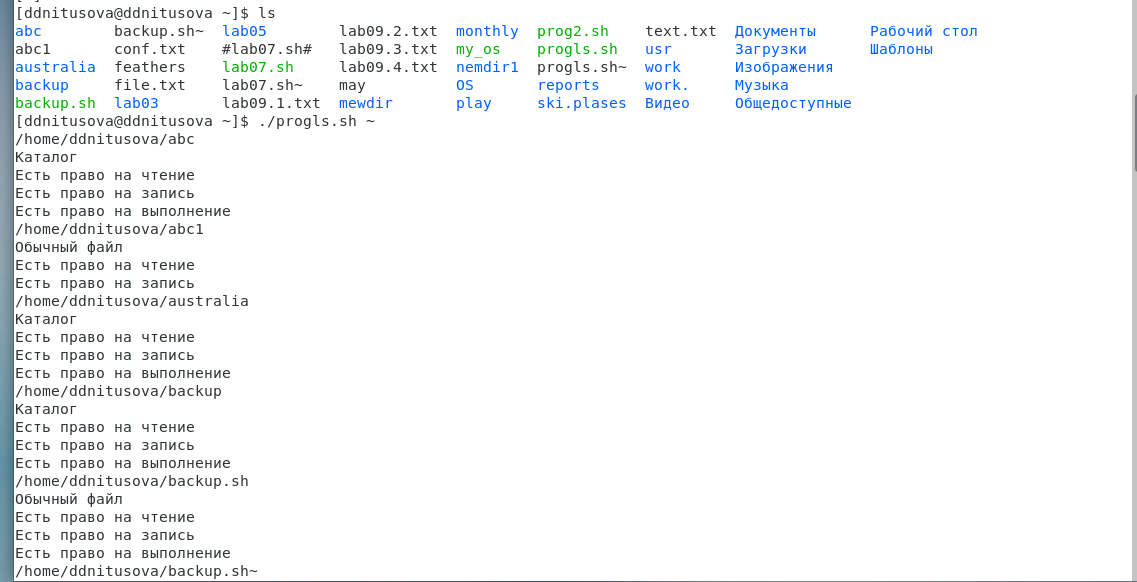 [ddnitusova@ddnitusova ~]$ ls
abc        backup.sh~  lab05        lab09.2.txt  monthly  prog2.sh    text.txt  Документы      Рабочий стол
abc1       conf.txt    #lab07.sh#   lab09.3.txt  my_os    progls.sh   usr       Загрузки       Шаблоны
australia  feathers    lab07.sh     lab09.4.txt  nemdir1  progls.sh~  work      Изображения
backup     file.txt    lab07.sh~    may          OS       reports     work.     Музыка
backup.sh  lab03       lab09.1.txt  mewdir       play     ski.plases  Видео     Общедоступные
[ddnitusova@ddnitusova ~]$ ./progls.sh ~
/home/ddnitusova/abc
Каталог
Есть право на чтение
Есть право на запись
Есть право на выполнение
/home/ddnitusova/abc1
Обычный файл
Есть право на чтение
Есть право на запись
/home/ddnitusova/australia
Каталог
Есть право на чтение
Есть право на запись
Есть право на выполнение
/home/ddnitusova/backup
Каталог
Есть право на чтение
Есть право на запись
Есть право на выполнение
/home/ddnitusova/backup.sh
Обычный файл
Есть право на чтение
Есть право на запись
Есть право на выполнение
/home/ddnitusova/backup.sh~